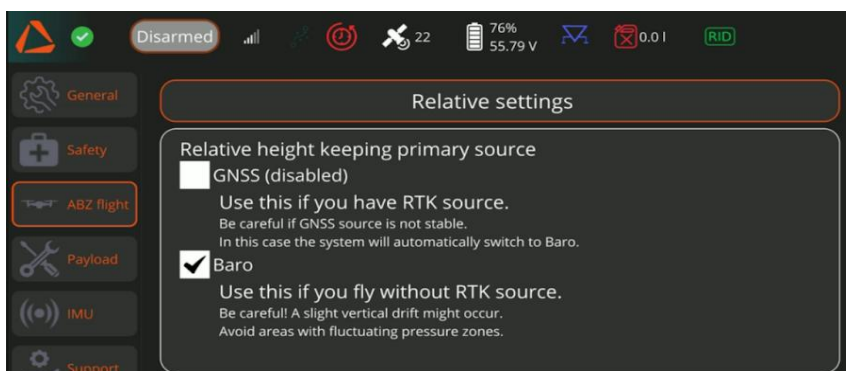 Disarmed
22
76%
55.79 V
0.0 l
RID
General
Safety
ABZ flight
Payload
IMU
Support
Relative settings
Relative height keeping primary source
GNSS (disabled)
Use this if you have RTK source.
Be careful if GNSS source is not stable.
In this case the system will automatically switch to Baro.
Baro
Use this if you fly without RTK source.
Be careful! A slight vertical drift might occur.
Avoid areas with fluctuating pressure zones.